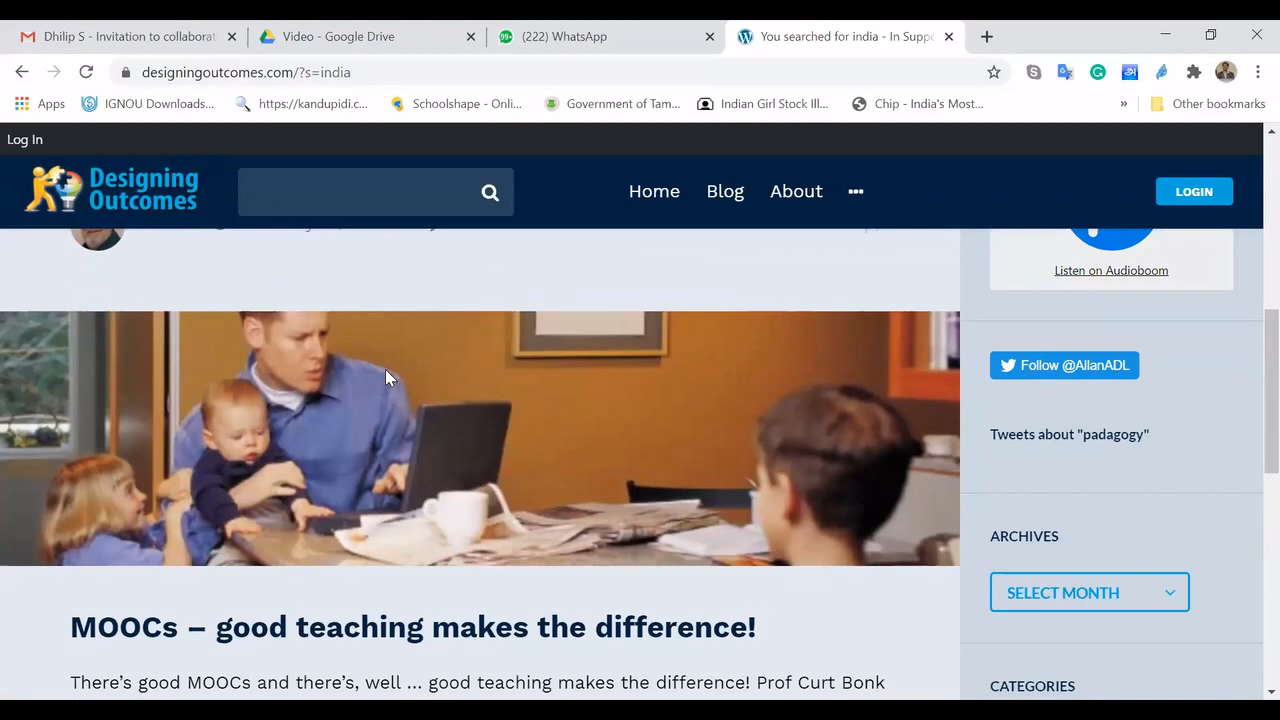 Dhilip S - Invitation to collaborat
Video - Google Drive
99+
(222) WhatsApp
You searched for india - In Suppo
designingoutcomes.com/?s=india
Apps
IGNOU Downloads...
https://kandupidi.c...
Schoolshape - Onli...
Government of Tam...
Indian Girl Stock Ill...
Chip - India's Most...
»
Other bookmarks
Log In
Designing
Outcomes
Home
Blog
About
LOGIN
Listen on Audioboom
Follow @AllanADL
Tweets about "padagogy"
ARCHIVES
SELECT MONTH
MOOCs – good teaching makes the difference!
There’s good MOOCs and there’s, well … good teaching makes the difference! Prof Curt Bonk
CATEGORIES